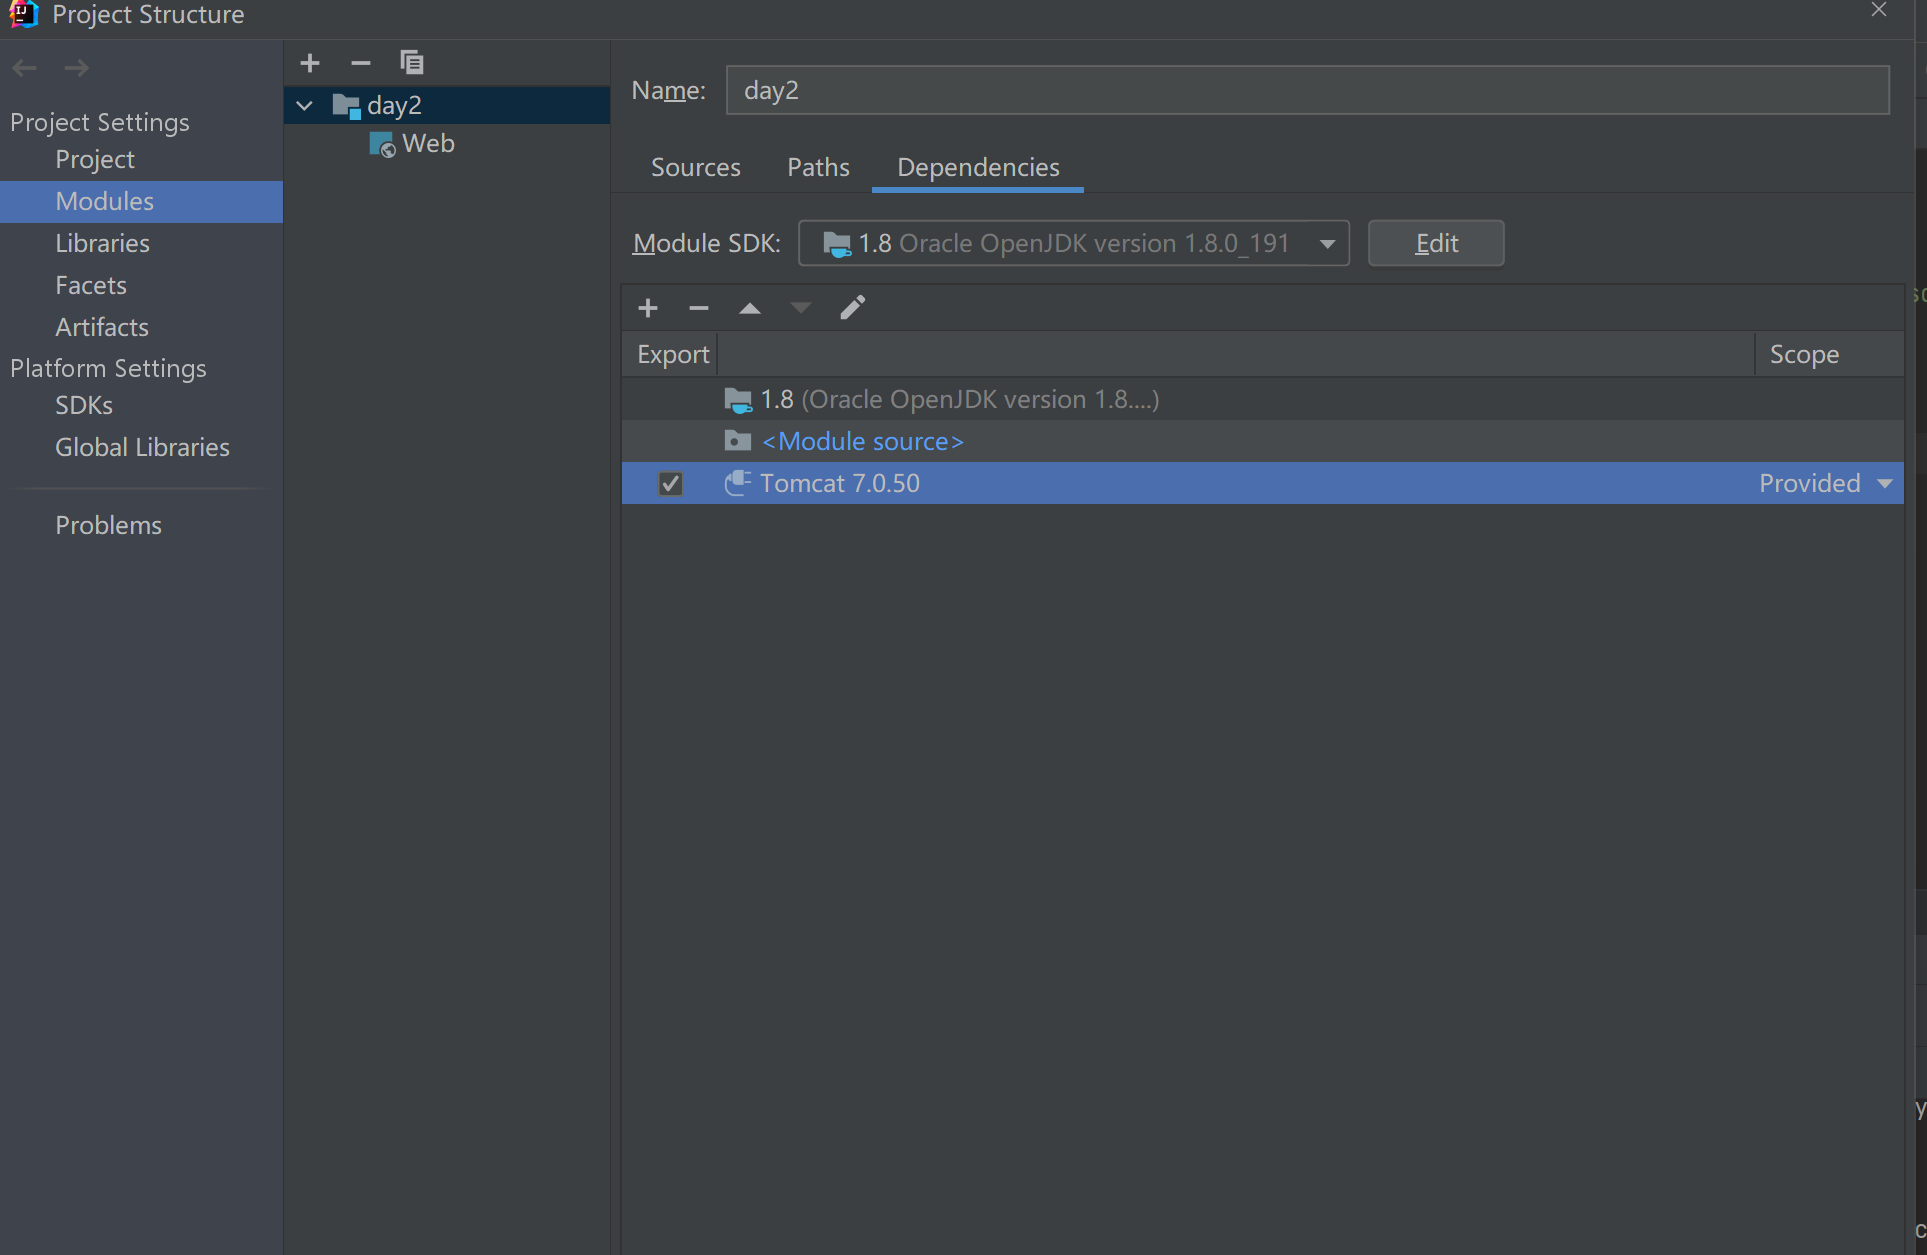 Project Structure
Project Settings
Project
Modules
Libraries
Facets
Artifacts
Platform Settings
SDKs
Global Libraries
Problems
day2
Web
Name: day2
Sources Paths Dependencies
Module SDK: 1.8 Oracle OpenJDK version 1.8.0_191 Edit
Export Scope
1.8 (Oracle OpenJDK version 1.8....)
<Module source>
Tomcat 7.0.50 Provided